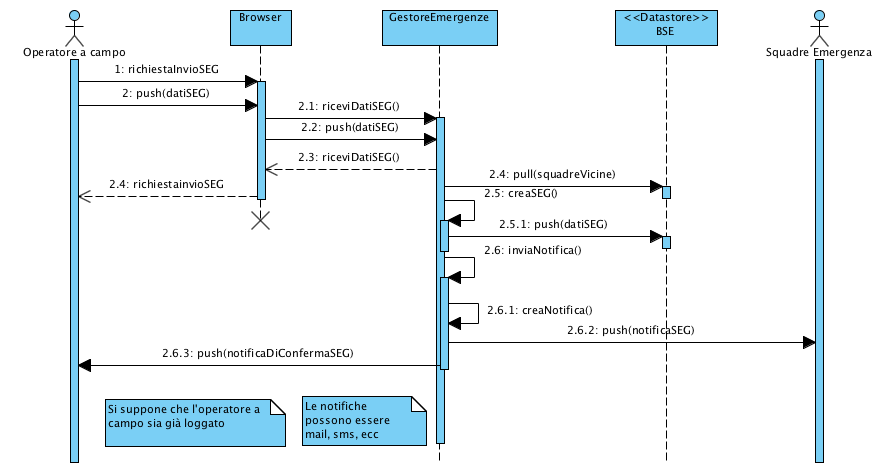 Operatore a campo
Browser
GestoreEmergenze
<<Datastore>>
BSE
Squadre Emergenza
1: richiestaInvioSEG
2: push(datiSEG)
2.1: riceviDatiSEG()
2.2: push(datiSEG)
2.3: riceviDatiSEG()
2.4: richiestainvioSEG
2.4: pull(squadreVicine)
2.5: creaSEG()
2.5.1: push(datiSEG)
2.6: inviaNotifica()
2.6.1: creaNotifica()
2.6.2: push(notificaSEG)
2.6.3: push(notificaDiConfermaSEG)
Si suppone che l'operatore a
campo sia già loggato
Le notifiche
possono essere
mail, sms, ecc